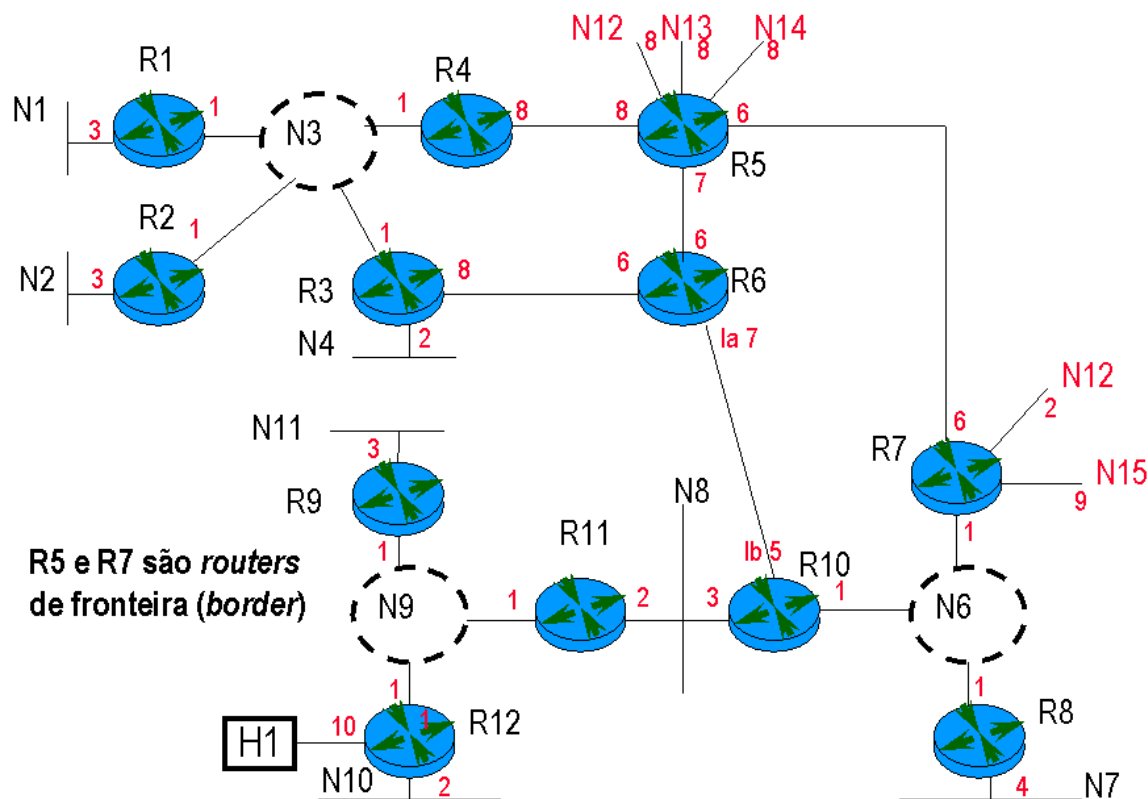 N12 N13 N14
8 8 8
R1 R4
N1 3 1 N3 1 8 8 6
R5
7
R2 1
N2 3
1 6
R3 8 6 R6
N4 2
Ia 7
N12
2
N11 3
R9
1
6
R7
N15
9
1
N8
R11
R5 e R7 são routers
de fronteira (border)
Ib 5
R10
N9 1 2 3 1 N6
1 1
H1 10 1 R12
N10 2
1
R8
4 N7